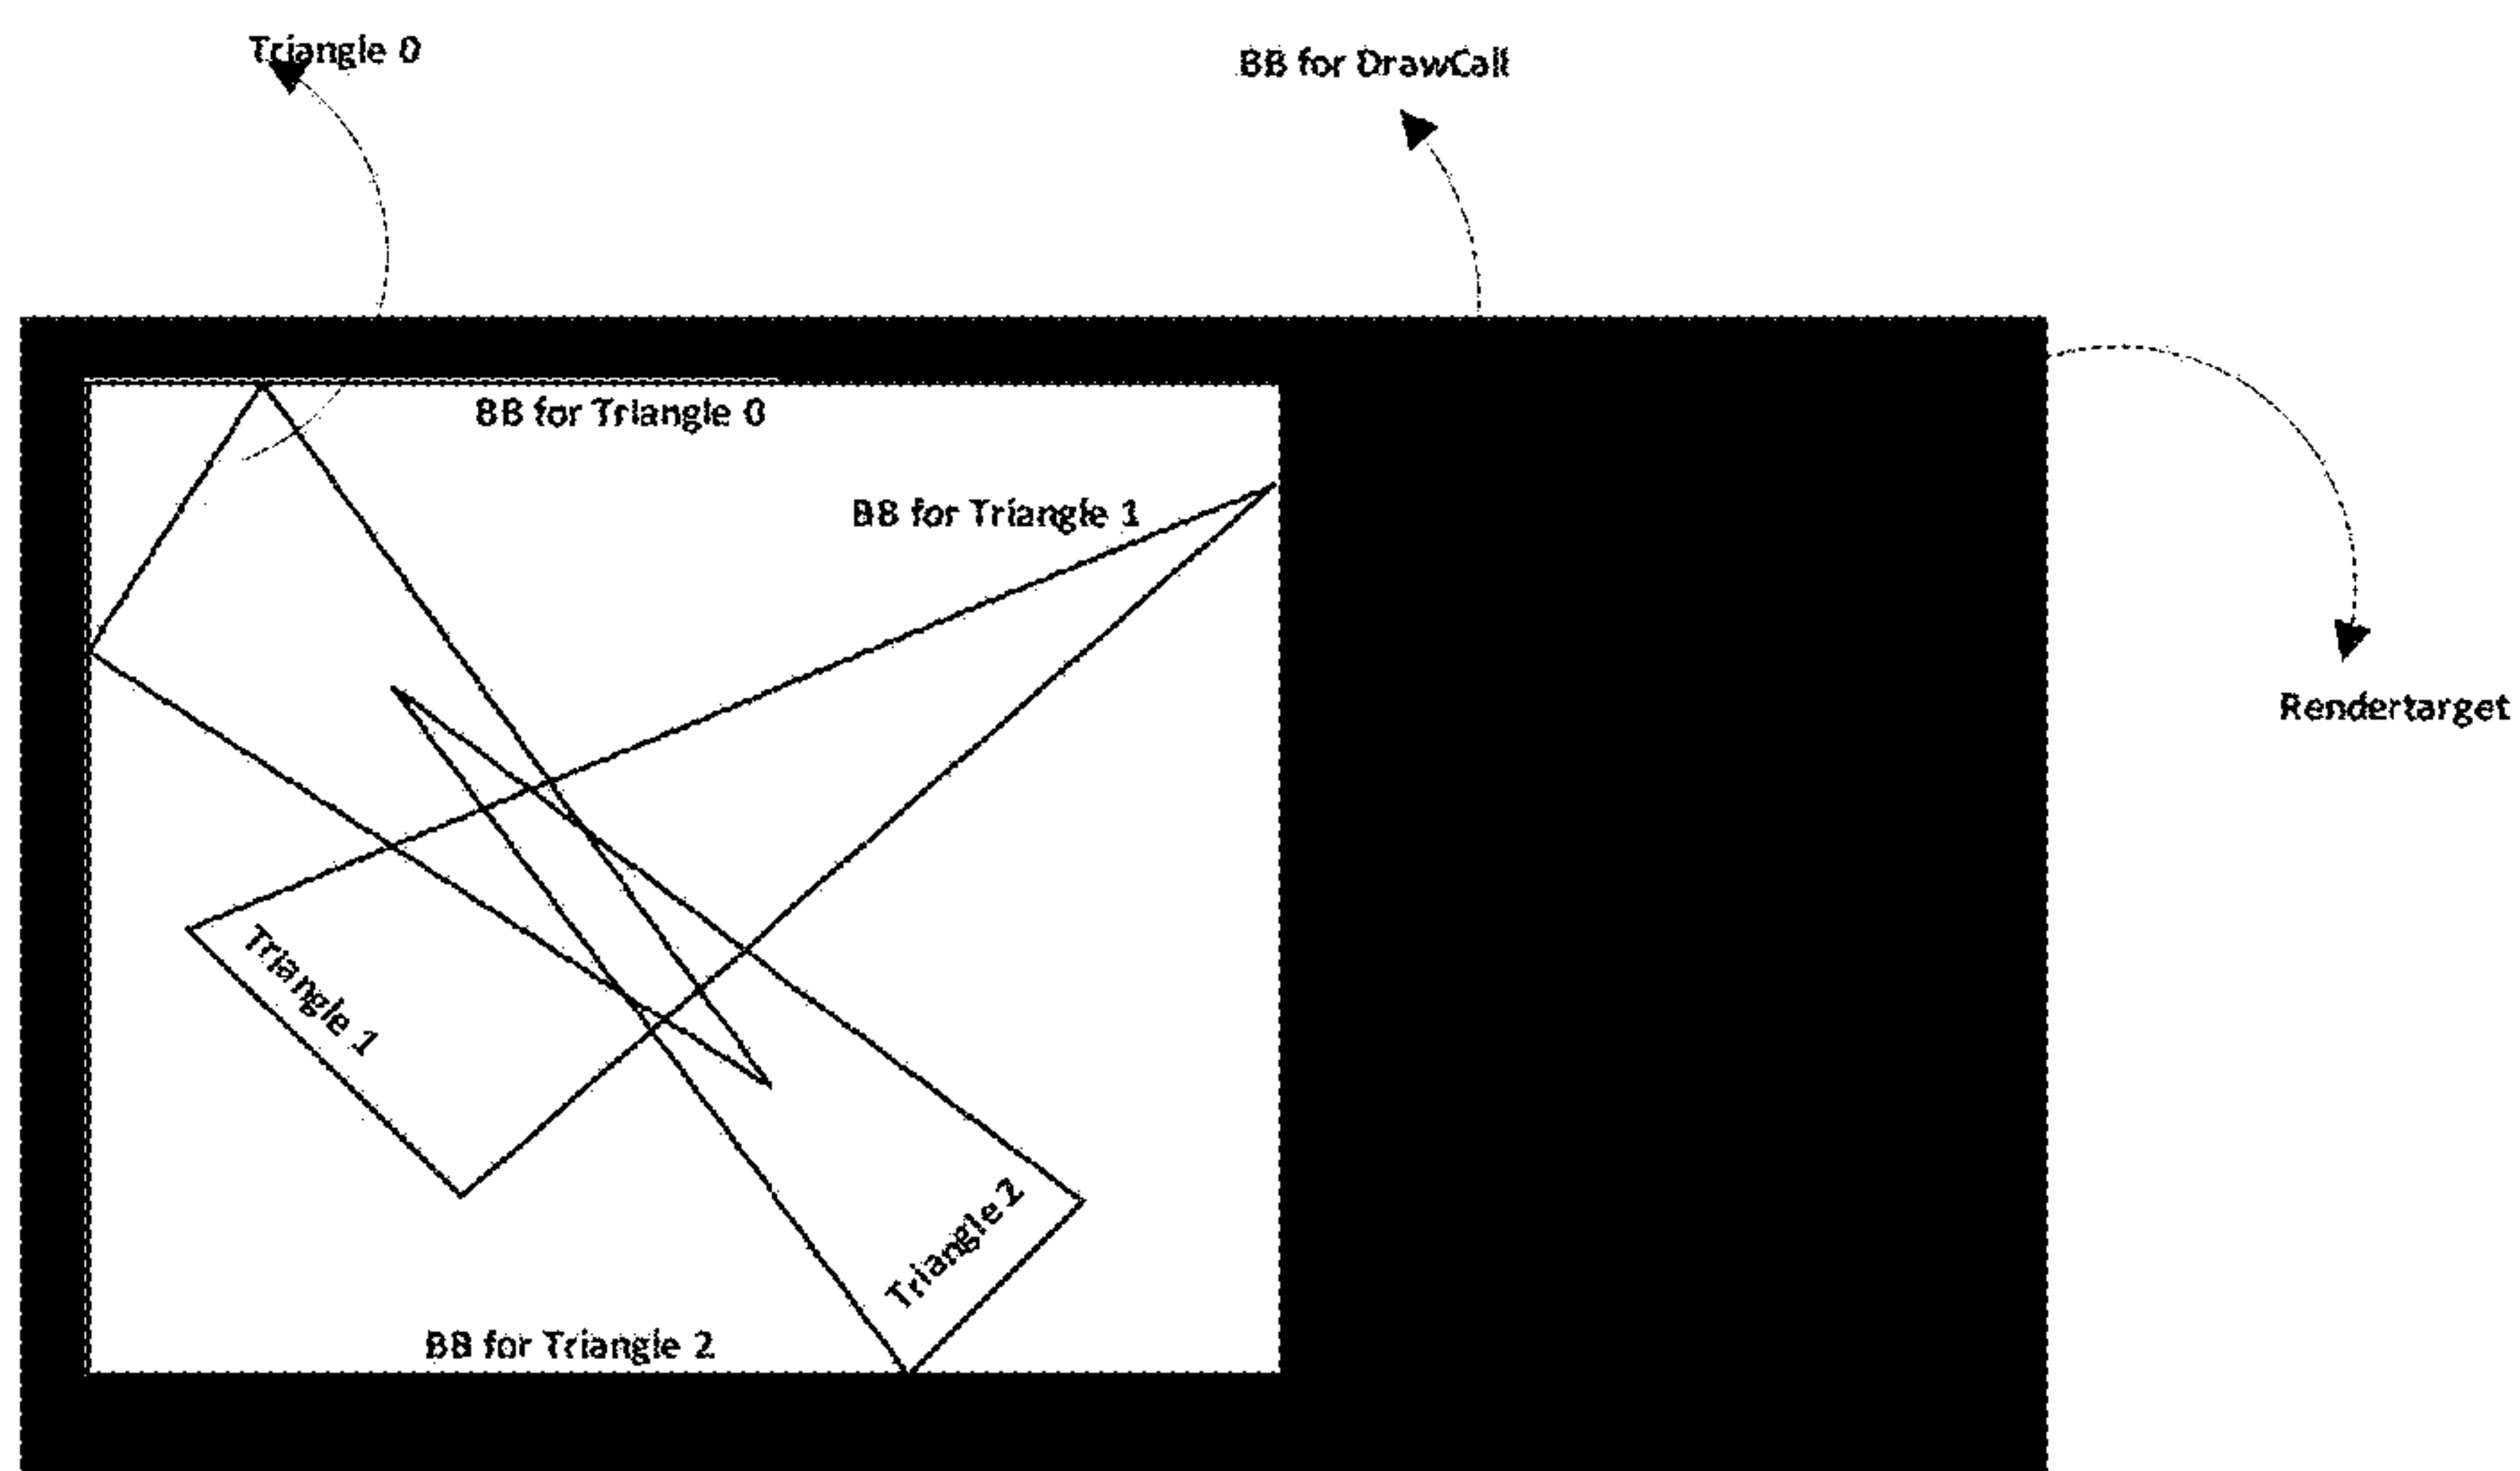 Triangle 0
BB for DrawCall
BB for Triangle 0
BB for Triangle 1
Rendertarget
Triangle 1
Triangle 2
BB for Triangle 2